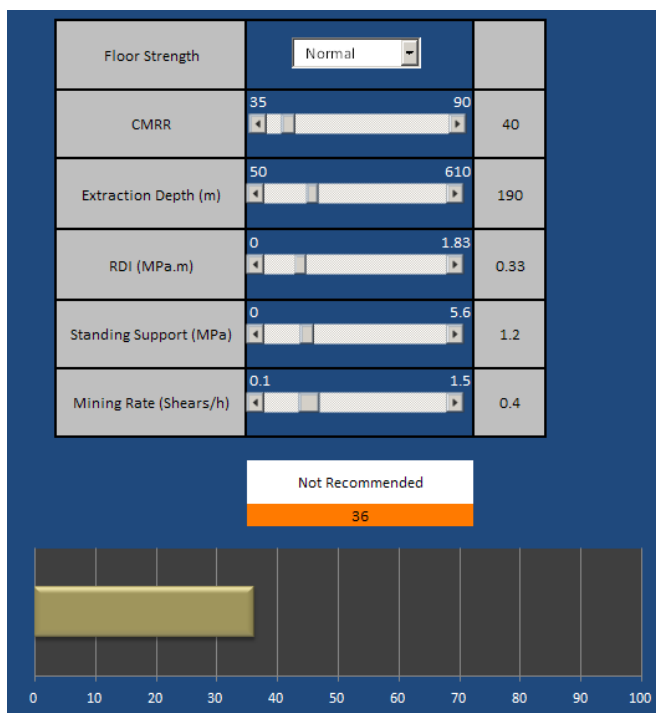 Floor Strength Normal
35 90
CMRR 40
50 610
Extraction Depth (m) 190
0 1.83
RDI (MPa.m) 0.33
0 5.6
Standing Support (MPa) 1.2
0.1 1.5
Mining Rate (Shears/h) 0.4
Not Recommended
36
0 10 20 30 40 50 60 70 80 90 100